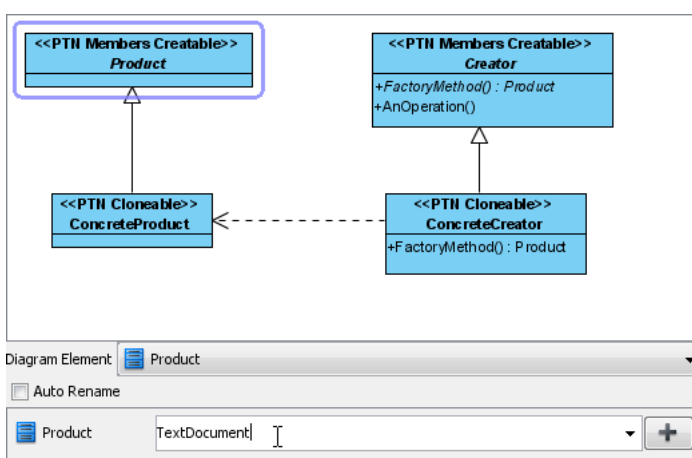 <<PTN Members Creatable>>
Product
<<PTN Members Creatable>>
Creator
+FactoryMethod() : Product
+AnOperation()
<<PTN Cloneable>>
ConcreteProduct
<<PTN Cloneable>>
ConcreteCreator
+FactoryMethod() : Product
Diagram Element Product
Auto Rename
Product TextDocument